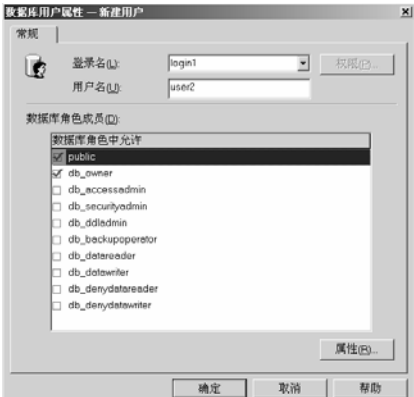 数据库用户属性 — 新建用户
常规
登录名(L): login1 权限(P)...
用户名(U): user2
数据库角色成员(D):
数据库角色中允许
public
db_owner
db_accessadmin
db_securityadmin
db_ddladmin
db_backupoperator
db_datareader
db_datawriter
db_denydatareader
db_denydatawriter
属性(R)...
确定 取消 帮助